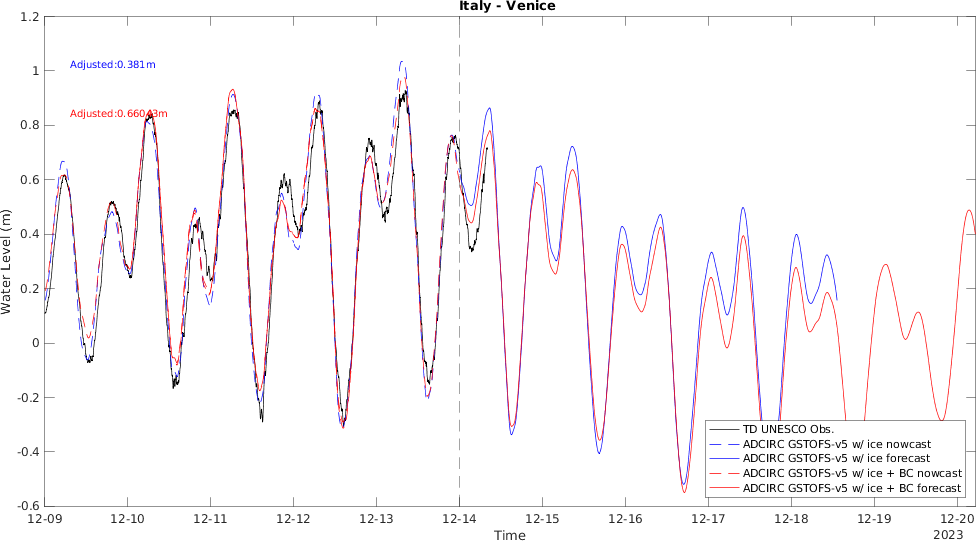 Italy - Venice
1.2
1
0.8
0.6
0.4
0.2
0
-0.2
-0.4
-0.6
Water Level (m)
Adjusted:0.381m
Adjusted:0.66043m
TD UNESCO Obs.
ADCIRC GSTOFS-v5 w/ ice nowcast
ADCIRC GSTOFS-v5 w/ ice forecast
ADCIRC GSTOFS-v5 w/ ice + BC nowcast
ADCIRC GSTOFS-v5 w/ ice + BC forecast
12-09 12-10 12-11 12-12 12-13 12-14 12-15 12-16 12-17 12-18 12-19 12-20
Time
2023